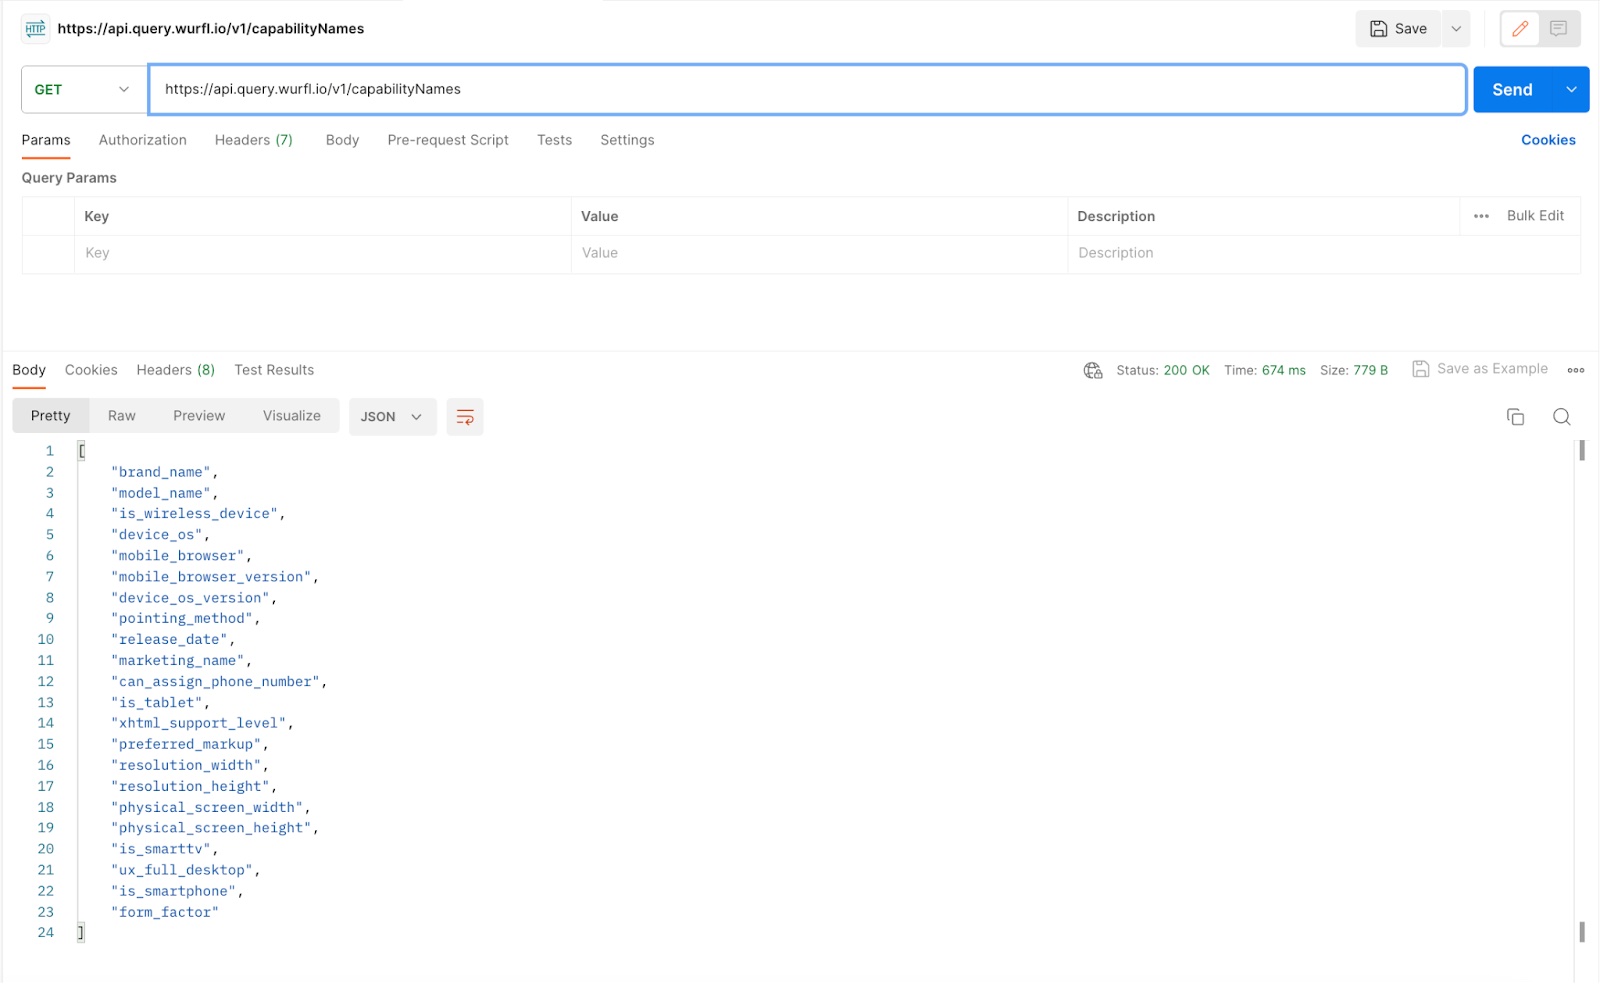 HTTP https://api.query.wurfl.io/v1/capabilityNames Save
GET https://api.query.wurfl.io/v1/capabilityNames Send
Params Authorization Headers (7) Body Pre-request Script Tests Settings Cookies
Query Params
Key Value Description ••• Bulk Edit
Key Value Description
Body Cookies Headers (8) Test Results Status: 200 OK Time: 674 ms Size: 779 B Save as Example
Pretty Raw Preview Visualize JSON
1 [
2 "brand_name",
3 "model_name",
4 "is_wireless_device",
5 "device_os",
6 "mobile_browser",
7 "mobile_browser_version",
8 "device_os_version",
9 "pointing_method",
10 "release_date",
11 "marketing_name",
12 "can_assign_phone_number",
13 "is_tablet",
14 "xhtml_support_level",
15 "preferred_markup",
16 "resolution_width",
17 "resolution_height",
18 "physical_screen_width",
19 "physical_screen_height",
20 "is_smarttv",
21 "ux_full_desktop",
22 "is_smartphone",
23 "form_factor"
24 ]